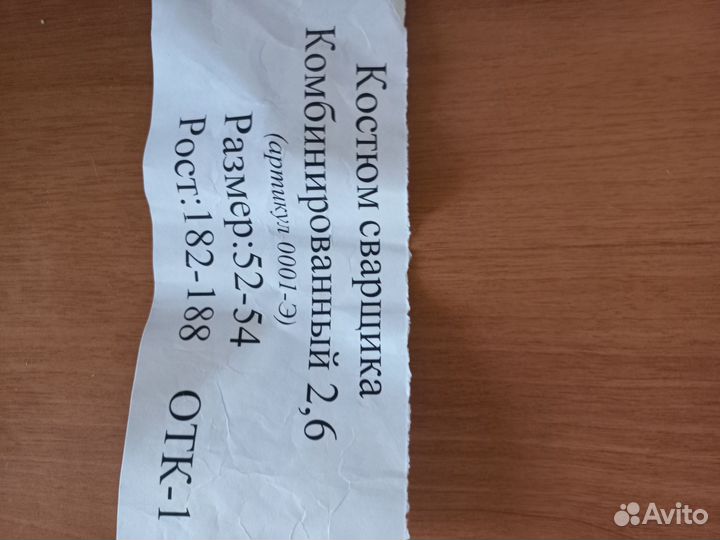 Костюм сварщика
Комбинированный 2,6
(артикул 0001-Э)
Размер:52-54
Рост:182-188 ОТК-1
Avito